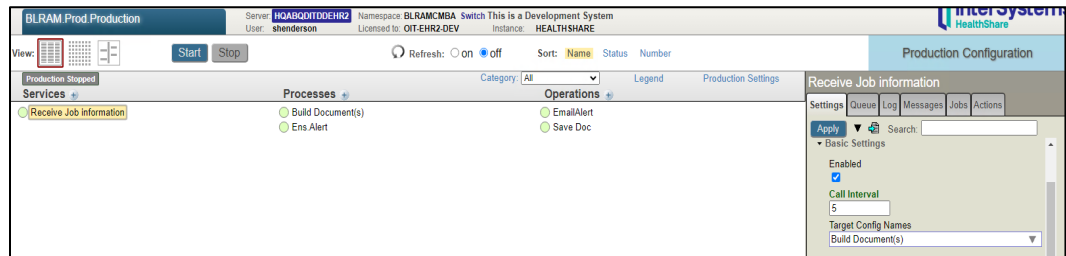 BLRAM.Prod.Production
Server: HQABQDITDDEHR2 Namespace: BLRAMCMBA Switch This is a Development System
User: shenderson Licensed to: OIT-EHR2-DEV Instance: HEALTHSHARE
InterSystems
HealthShare
View:
Start Stop
Refresh: on off
Sort: Name Status Number
Production Configuration
Production Stopped
Category: All
Legend
Production Settings
Services
Processes
Operations
Receive Job information
Build Document(s)
EmailAlert
Ens.Alert
Save Doc
Receive Job information
Settings Queue Log Messages Jobs Actions
Apply Search:
Basic Settings
Enabled
Call Interval
5
Target Config Names
Build Document(s)